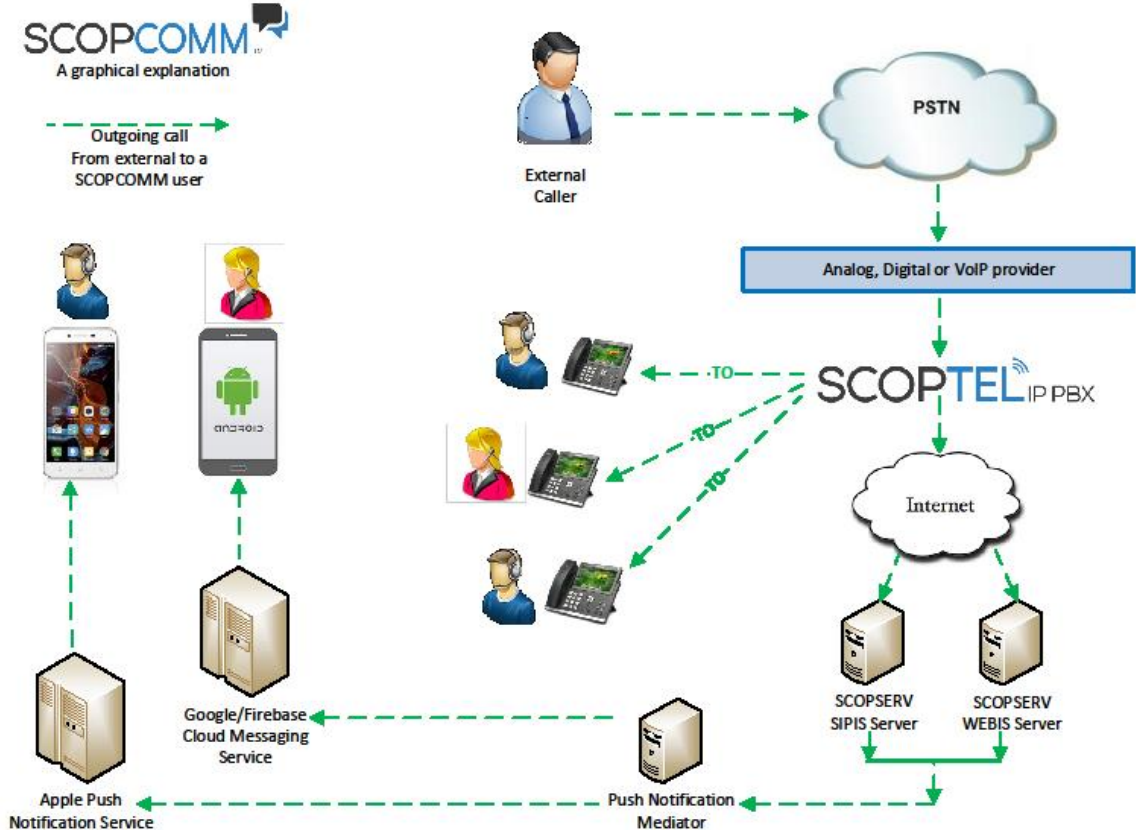 SCOPCOMM
A graphical explanation
Outgoing call
From external to a
SCOPCOMM user
External
Caller
PSTN
Analog, Digital or VoIP provider
SCOPTEL IP PBX
TO
TO
TO
Internet
ANDROID
SCOPSERV
SIPIS Server
SCOPSERV
WEBIS Server
Google/Firebase
Cloud Messaging
Service
Push Notification
Mediator
Apple Push
Notification Service